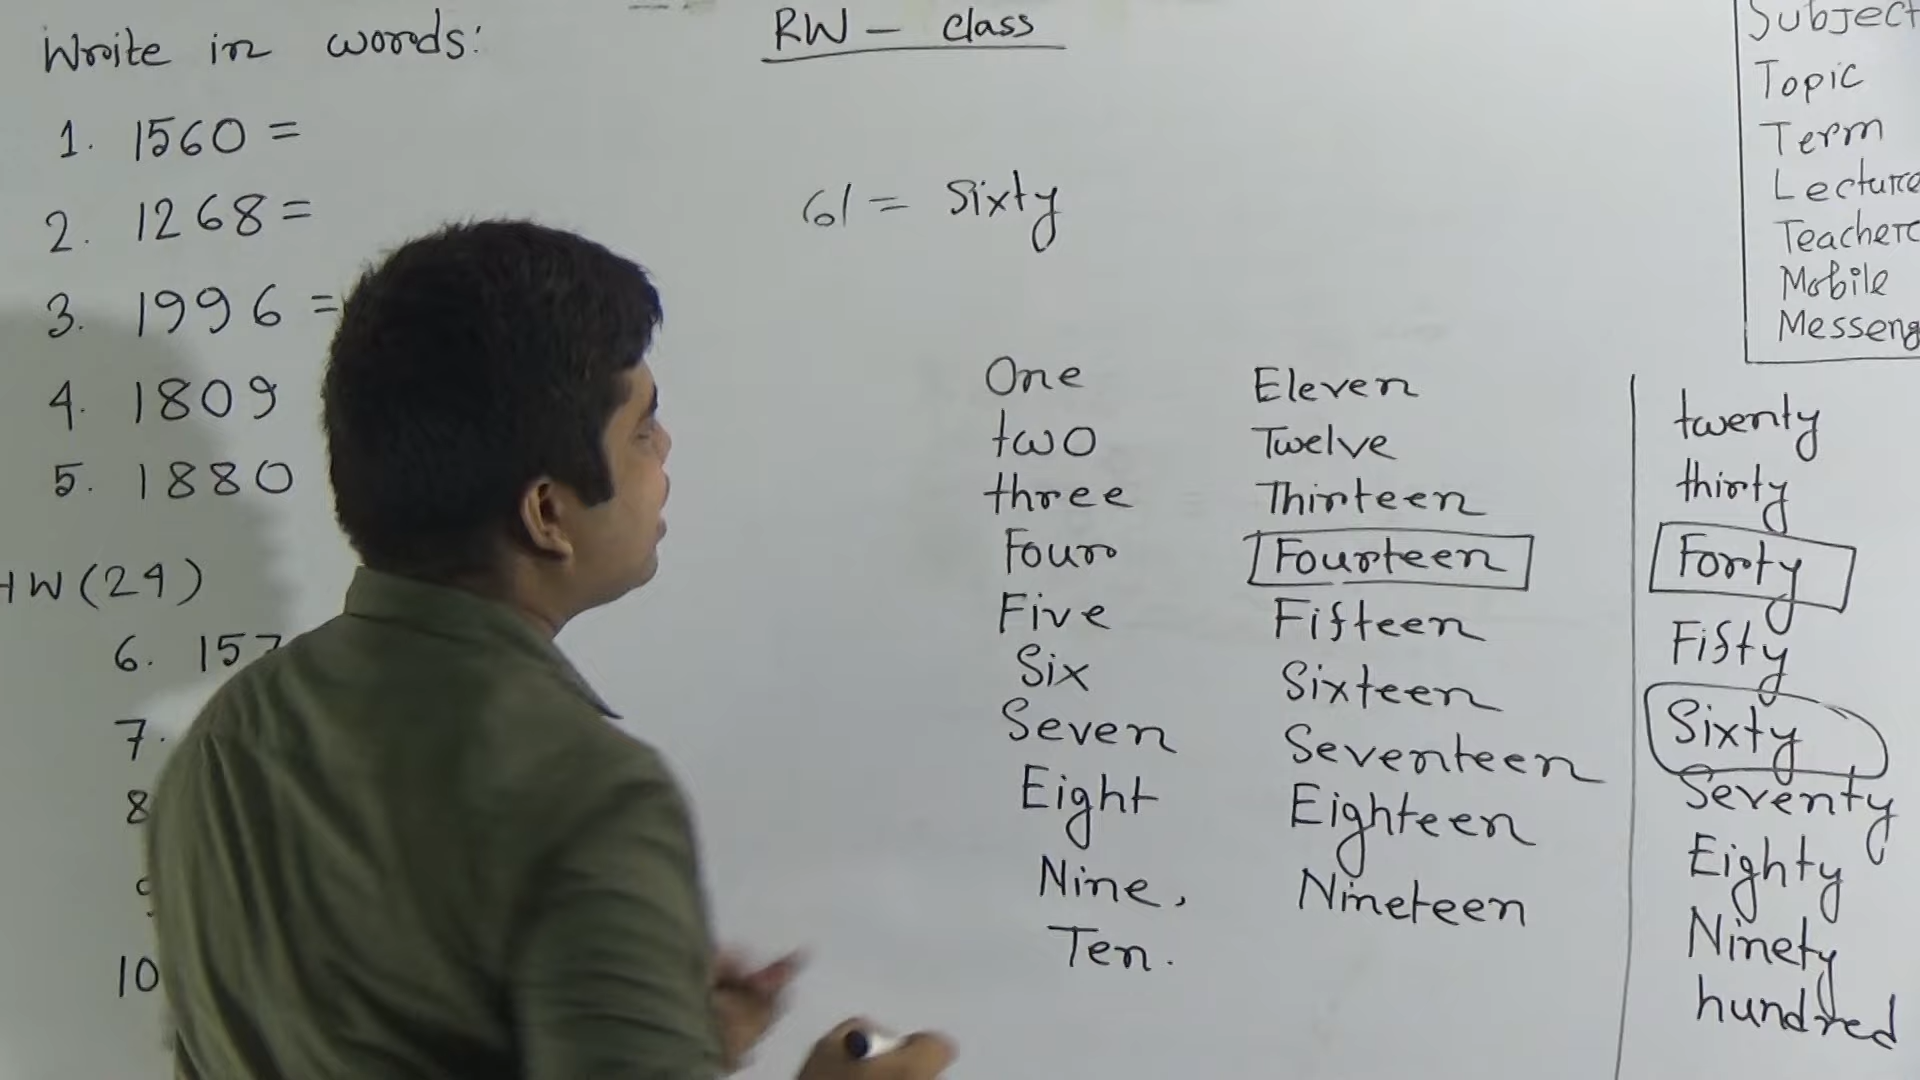 Write in words:
1. 1560 =
2. 1268 =
3. 1996 =
4. 1809
5. 1880
HW (24)
6. 157
7.
8
9
10
RW - class
61 = Sixty
One
two
three
Four
Five
Six
Seven
Eight
Nine,
Ten.
Eleven
Twelve
Thirteen
Fourteen
Fifteen
Sixteen
Seventeen
Eighteen
Nineteen
twenty
thirty
Forty
Fifty
Sixty
Seventy
Eighty
Ninety
hundred
Subject
Topic
Term
Lecture
Teacher
Mobile
Messeng